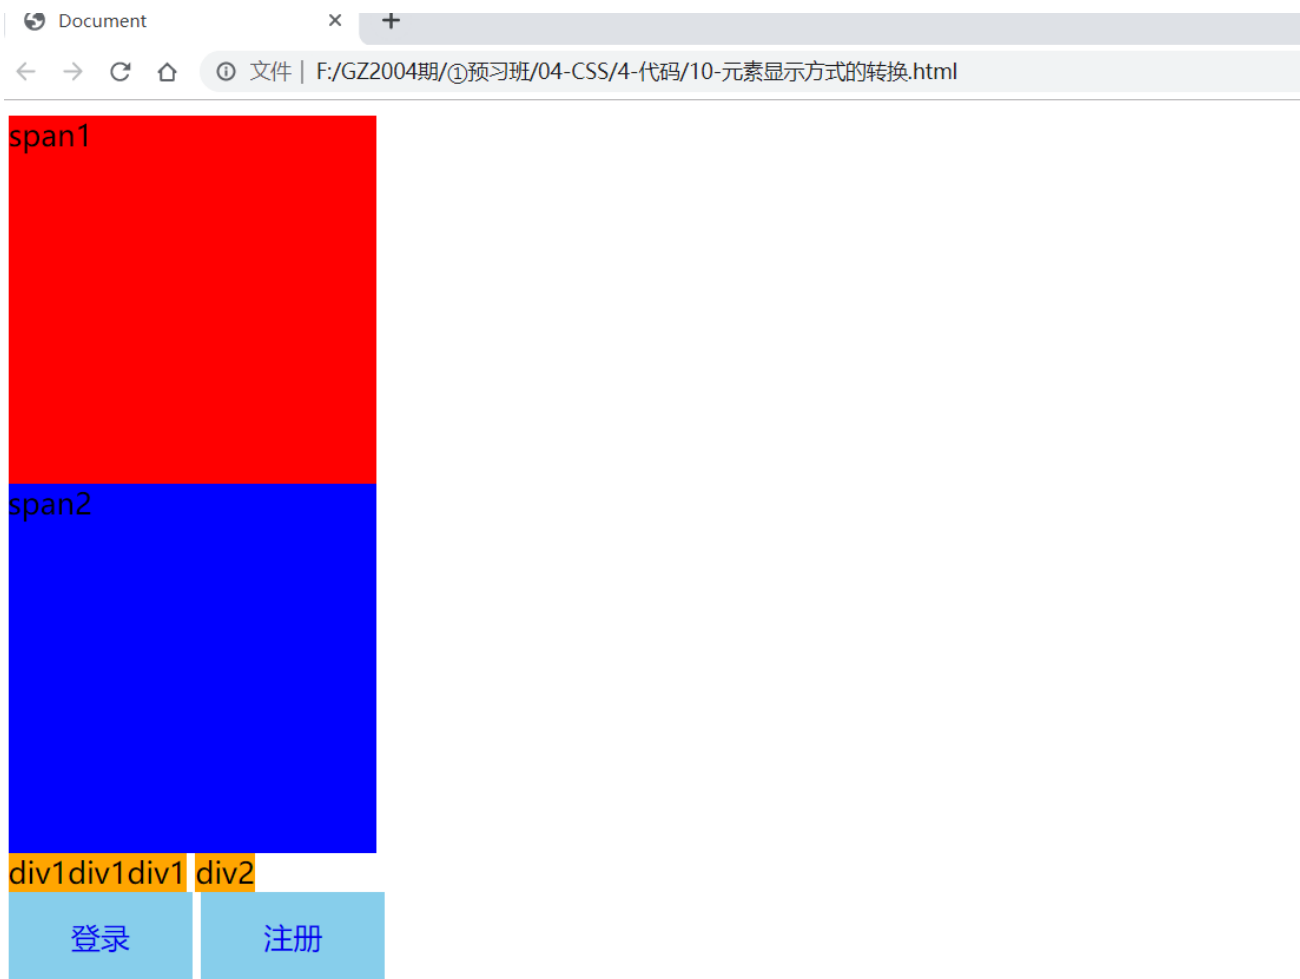 Document
文件 | F:/GZ2004期/①预习班/04-CSS/4-代码/10-元素显示方式的转换.html
span1
span2
div1div1div1 div2
登录 注册